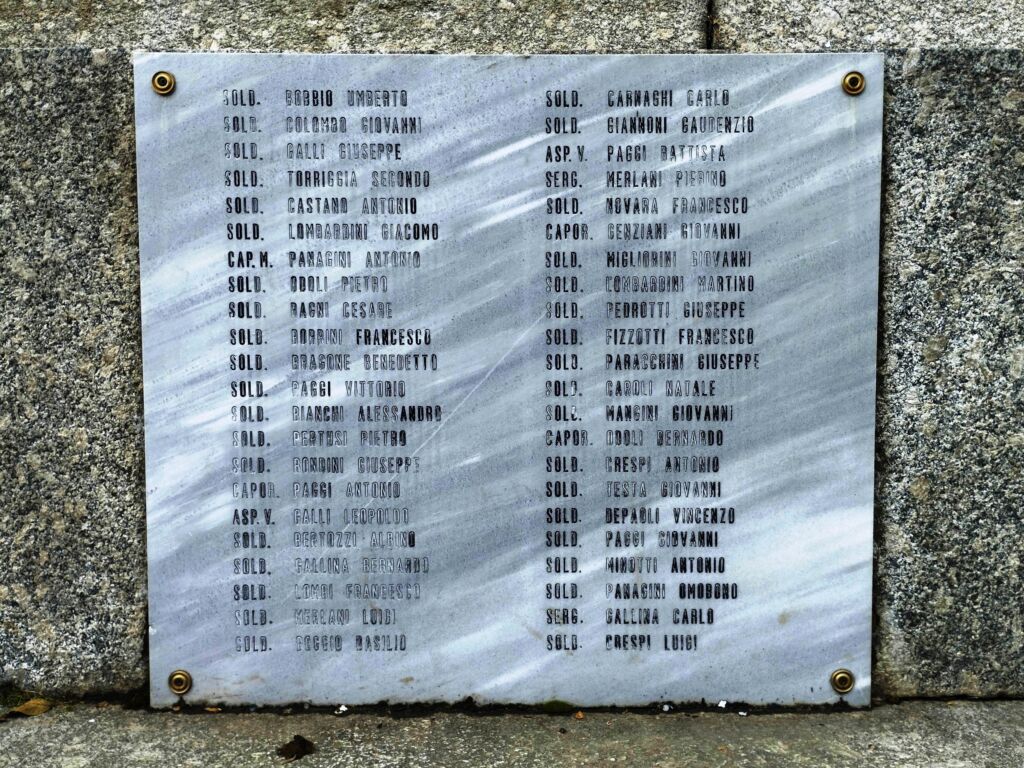 SOLD. BOBBIO UMBERTO
SOLD. COLOMBO GIOVANNI
SOLD. GALLI GIUSEPPE
SOLD. TORRIGGIA SECONDO
SOLD. CASTANO ANTONIO
SOLD. LOMBARDINI GIACOMO
CAP. M. PANAGINI ANTONIO
SOLD. ODOLI PIETRO
SOLD. BAGNI CESARE
SOLD. BORRINI FRANCESCO
SOLD. BRAGONE BENEDETTO
SOLD. PAGGI VITTORIO
SOLD. BIANCHI ALESSANDRO
SOLD. PERTUSI PIETRO
SOLD. BONDINI GIUSEPPE
CAPOR. PAGGI ANTONIO
ASP. V. GALLI LEOPOLDO
SOLD. BERTOZZI ALBINO
SOLD. GALLINA BERNARDO
SOLD. LOMBI FRANCESCO
SOLD. MERLANI LUIGI
SOLD. POGGIO BASILIO
SOLD. CARNAGHI CARLO
SOLD. GIANNONI GAUDENZIO
ASP. V. PAGGI BATTISTA
SERG. MERLANI PIERINO
SOLD. NOVARA FRANCESCO
CAPOR. CENZIANI GIOVANNI
SOLD. MIGLIORINI GIOVANNI
SOLD. LOMBARDINI MARTINO
SOLD. PEDROTTI GIUSEPPE
SOLD. FIZZOTTI FRANCESCO
SOLD. PARACCHINI GIUSEPPE
SOLD. CAROLI NATALE
SOLD. MANGINI GIOVANNI
CAPOR. ODOLI BERNARDO
SOLD. CRESPI ANTONIO
SOLD. TESTA GIOVANNI
SOLD. DEPAOLI VINCENZO
SOLD. PAGGI GIOVANNI
SOLD. MINOTTI ANTONIO
SOLD. PANAGINI OMOBONO
SERG. GALLINA CARLO
SOLD. CRESPI LUIGI